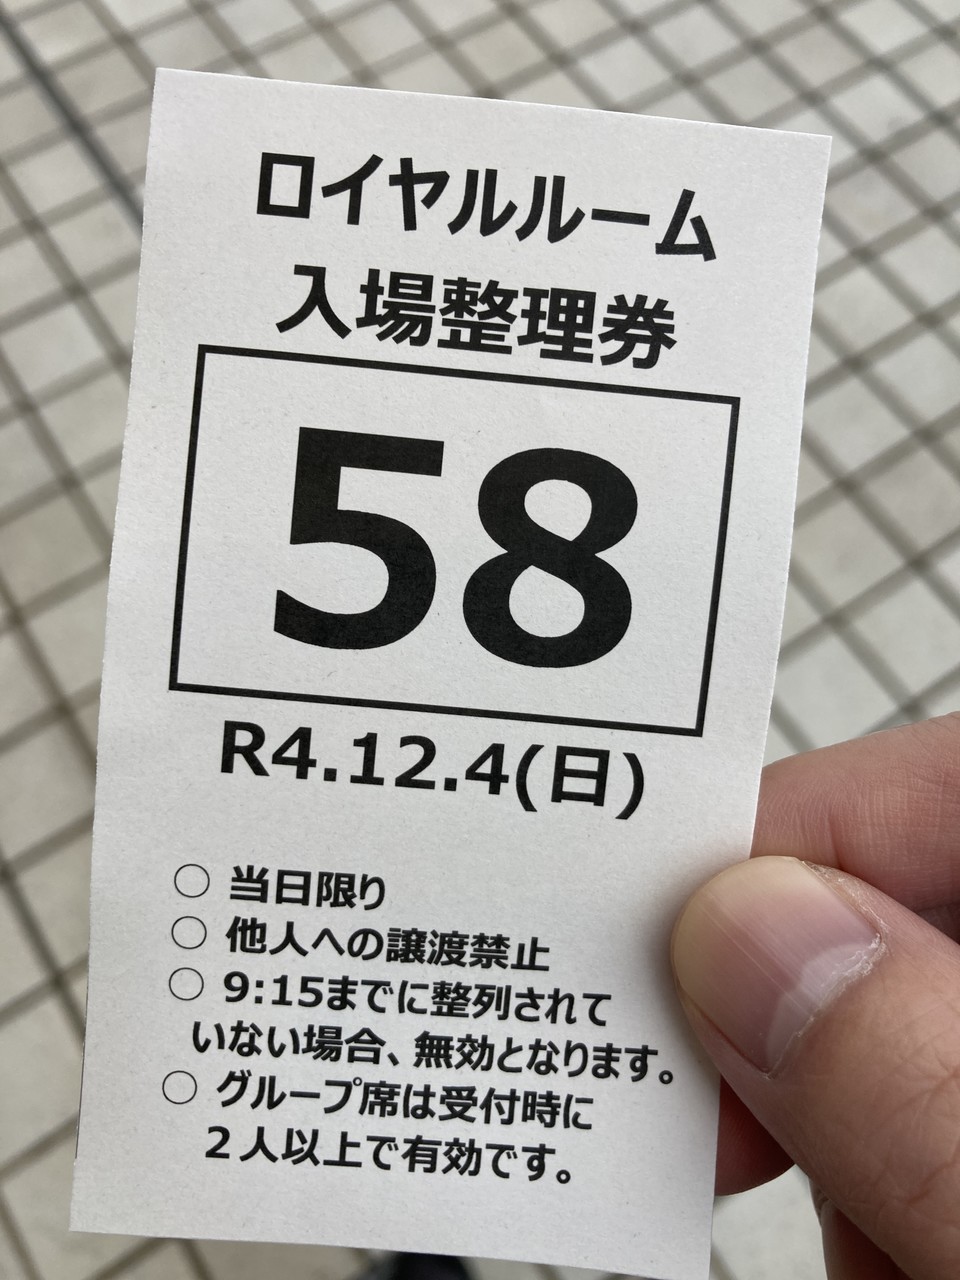 ロイヤルルーム
入場整理券
58
R4.12.4(日)
○ 当日限り
○ 他人への譲渡禁止
○ 9:15までに整列されて
いない場合、無効となります。
○ グループ席は受付時に
２人以上で有効です。